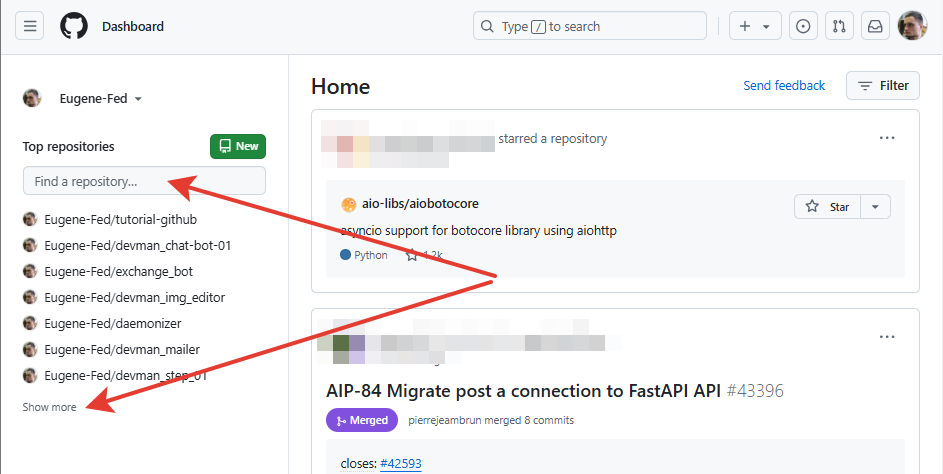 Dashboard
Type / to search
Eugene-Fed
Top repositories
New
Find a repository...
Eugene-Fed/tutorial-github
Eugene-Fed/devman_chat-bot-01
Eugene-Fed/exchange_bot
Eugene-Fed/devman_img_editor
Eugene-Fed/daemonizer
Eugene-Fed/devman_mailer
Eugene-Fed/devman_step_01
Show more
Home
Send feedback
Filter
starred a repository
aio-libs/aiobotocore
Star
asyncio support for botocore library using aiohttp
Python
1.2k
AIP-84 Migrate post a connection to FastAPI API #43396
Merged
pierrejeambrun merged 8 commits
closes: #42593